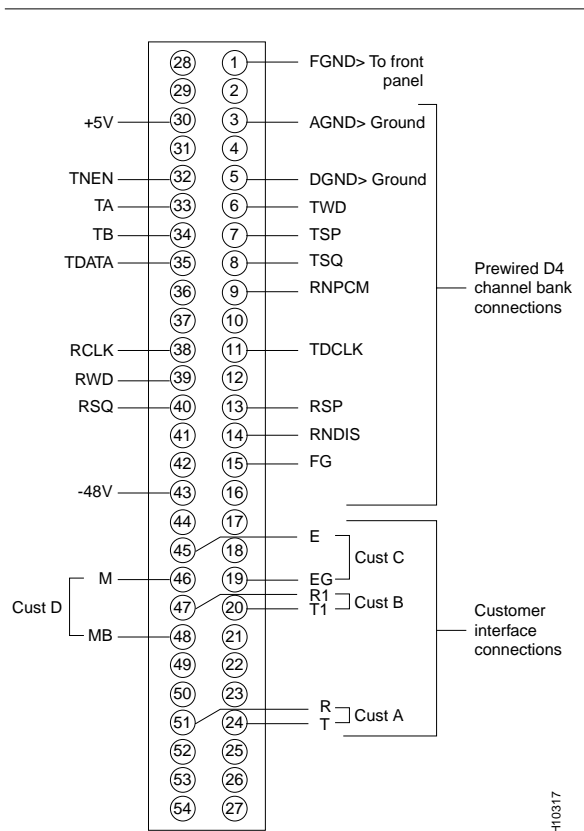 28 1 FGND> To front
panel
29 2
+5V 30 3 AGND> Ground
31 4
TNEN 32 5 DGND> Ground
TA 33 6 TWD
TB 34 7 TSP
TDATA 35 8 TSQ
36 9 RNPCM
Prewired D4
channel bank
connections
37 10
RCLK 38 11 TDCLK
RWD 39 12
RSQ 40 13 RSP
41 14 RNDIS
42 15 FG
-48V 43 16
44 17
E
45 18
Cust C
M 46 19 EG
R1
Cust D 47 20 T1 Cust B
MB 48 21
Customer
interface
connections
49 22
50 23
R
51 24 T Cust A
52 25
53 26
54 27
H10317